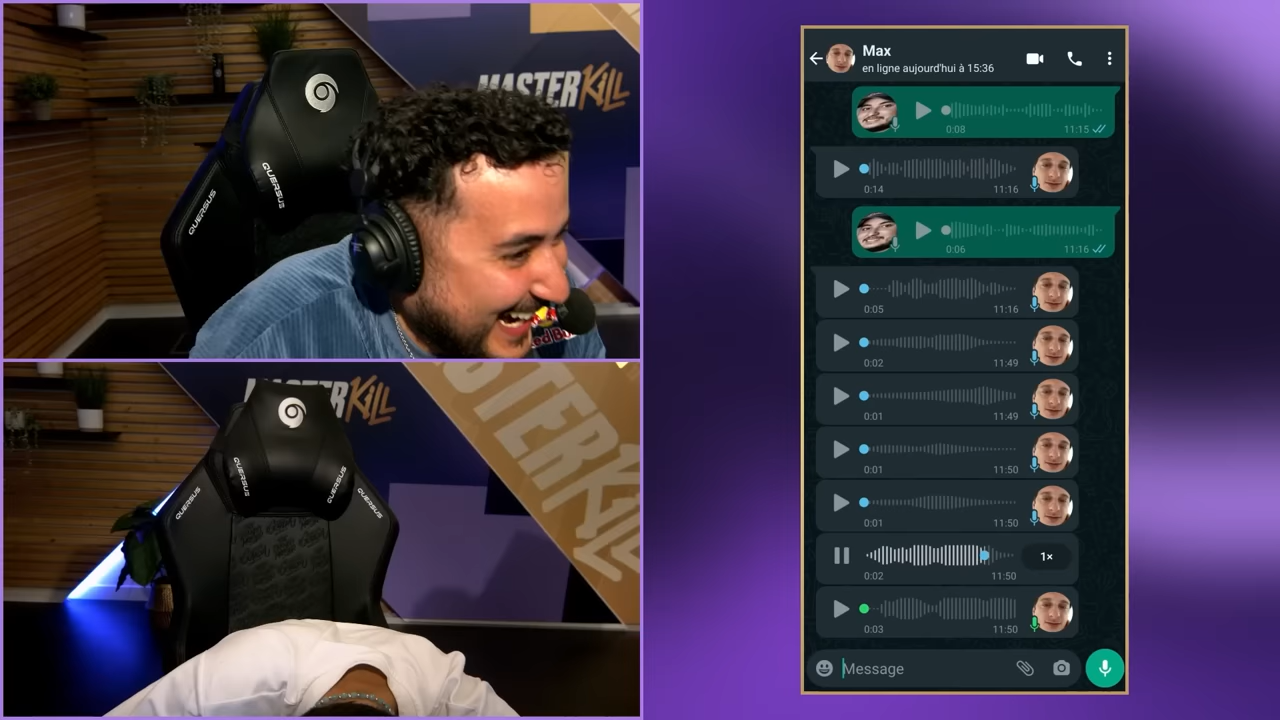 MASTERKILL
QUERSUS
QUERSUS
Red Bull
MASTERKILL
QUERSUS
QUERSUS
QUERSUS
QUERSUS
STERKILL
Max
en ligne aujourd'hui à 15:36
0:08 11:15
0:14 11:16
0:06 11:16
0:05 11:16
0:02 11:49
0:01 11:49
0:01 11:50
0:01 11:50
1×
0:02 11:50
0:03 11:50
Message